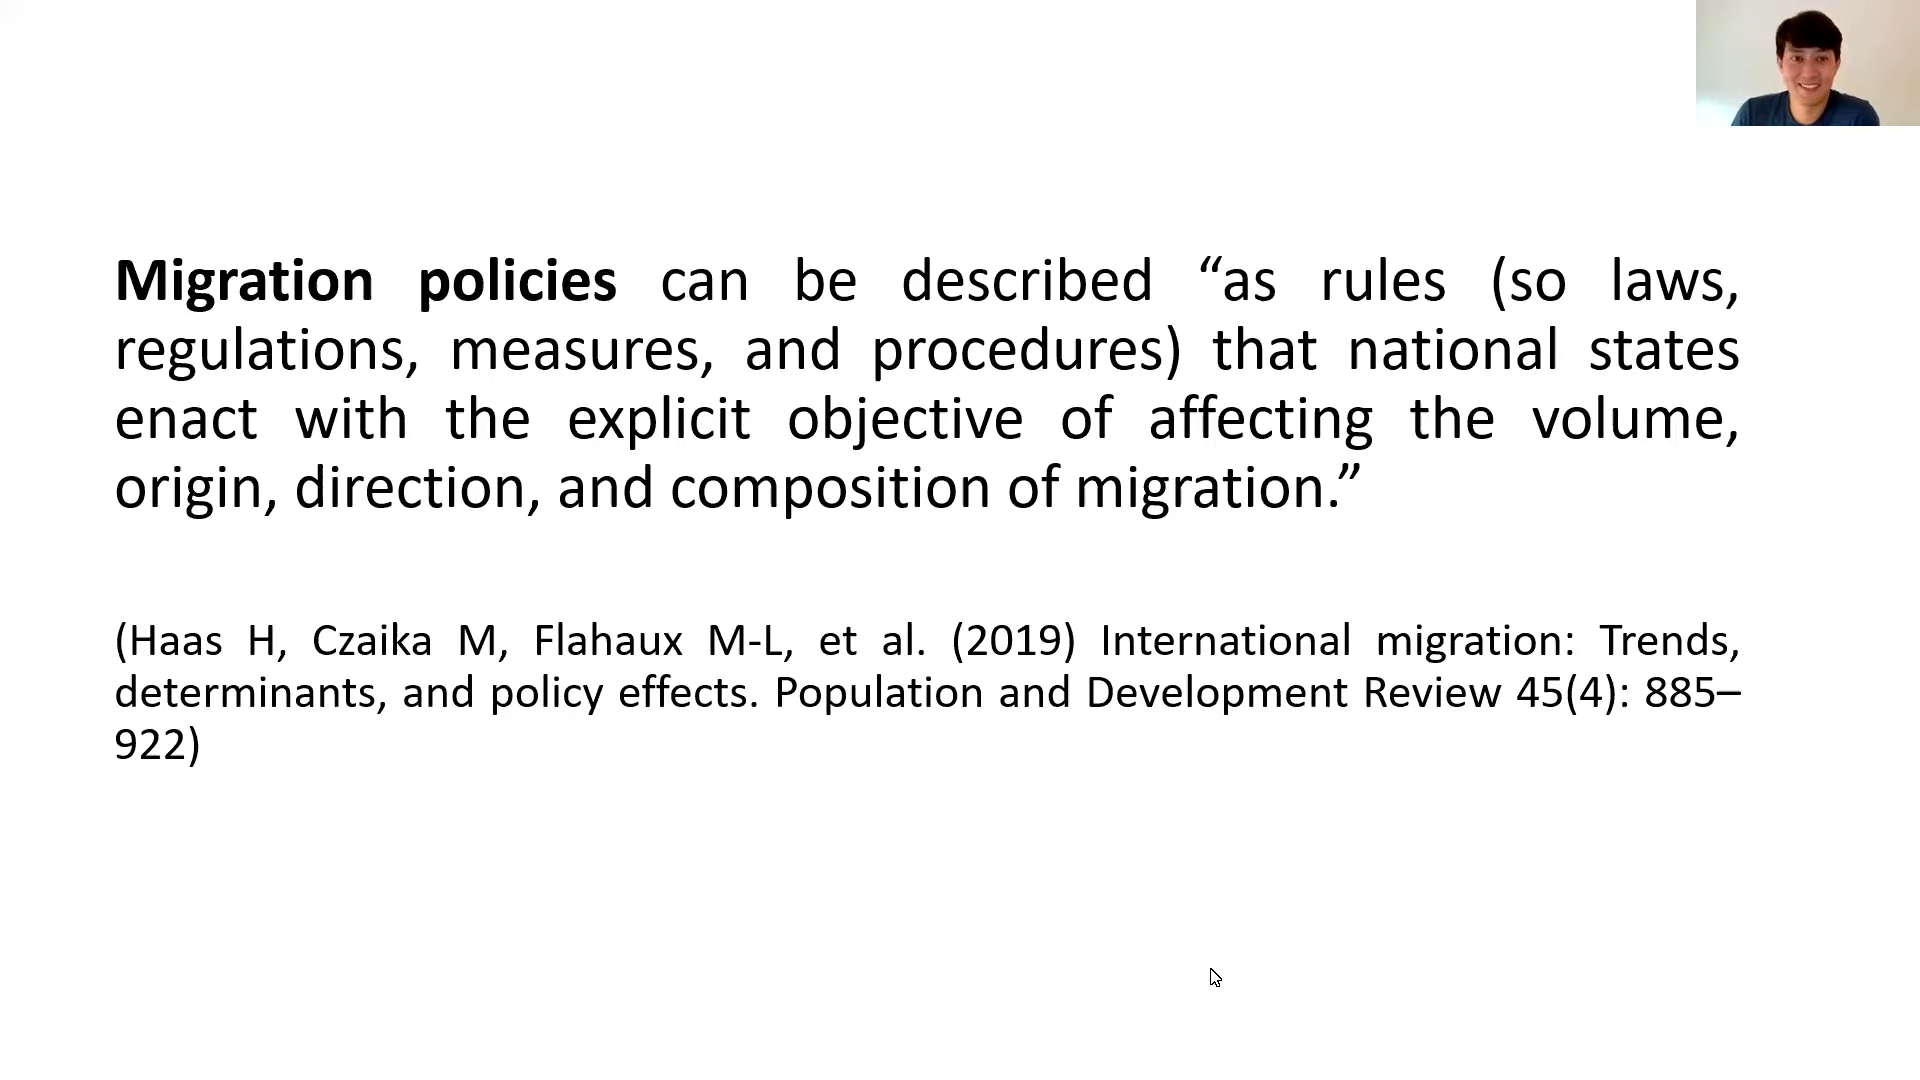 Migration policies can be described “as rules (so laws,
regulations, measures, and procedures) that national states
enact with the explicit objective of affecting the volume,
origin, direction, and composition of migration.”
(Haas H, Czaika M, Flahaux M-L, et al. (2019) International migration: Trends,
determinants, and policy effects. Population and Development Review 45(4): 885–
922)